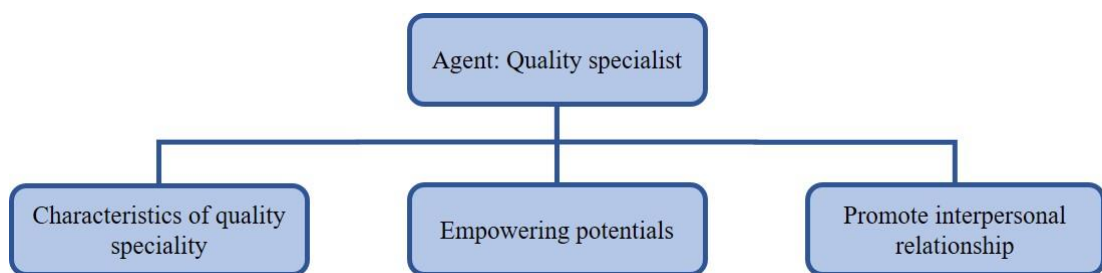 Agent: Quality specialist
Characteristics of quality
speciality
Empowering potentials
Promote interpersonal
relationship